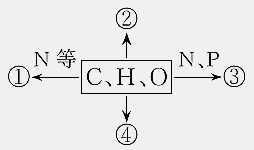 ②
N 等 N、P
① C、H、O ③
④